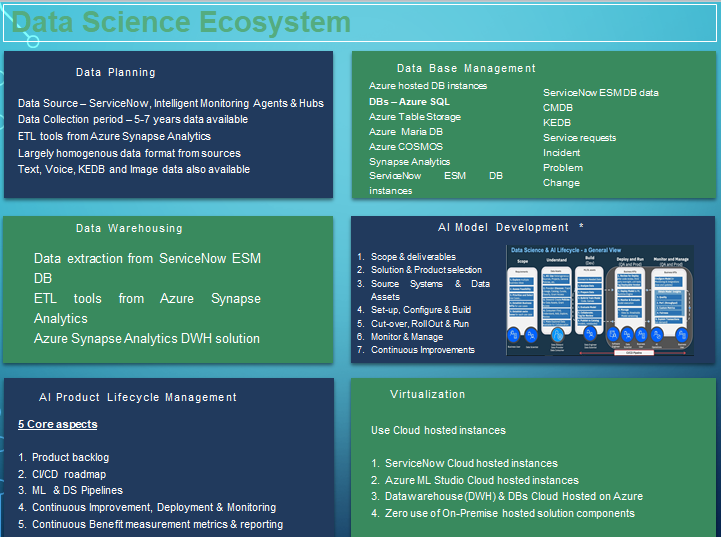 Data Science Ecosystem
Data Planning
Data Source – ServiceNow, Intelligent Monitoring Agents & Hubs
Data Collection period – 5-7 years data available
ETL tools from Azure Synapse Analytics
Largely homogenous data format from sources
Text, Voice, KEDB and Image data also available
Data Base Management
Azure hosted DB instances
DBs – Azure SQL
Azure Table Storage
Azure Maria DB
Azure COSMOS
Synapse Analytics
ServiceNow ESM DB
instances
ServiceNow ESM DB data
CMDB
KEDB
Service requests
Incident
Problem
Change
Data Warehousing
Data extraction from ServiceNow ESM
DB
ETL tools from Azure Synapse
Analytics
Azure Synapse Analytics DWH solution
AI Model Development *
1. Scope & deliverables
2. Solution & Product selection
3. Source Systems & Data
Assets
4. Set-up, Configure & Build
5. Cut-over, Roll Out & Run
6. Monitor & Manage
7. Continuous Improvements
Data Science & AI Lifecycle - a General View
Scope
Understand
Build
(Dev)
Deploy and Run
(QA and Prod)
Monitor and Manage
(QA and Prod)
AI Product Lifecycle Management
5 Core aspects
1. Product backlog
2. CI/CD roadmap
3. ML & DS Pipelines
4. Continuous Improvement, Deployment & Monitoring
5. Continuous Benefit measurement metrics & reporting
Virtualization
Use Cloud hosted instances
1. ServiceNow Cloud hosted instances
2. Azure ML Studio Cloud hosted instances
3. Datawarehouse (DWH) & DBs Cloud Hosted on Azure
4. Zero use of On-Premise hosted solution components